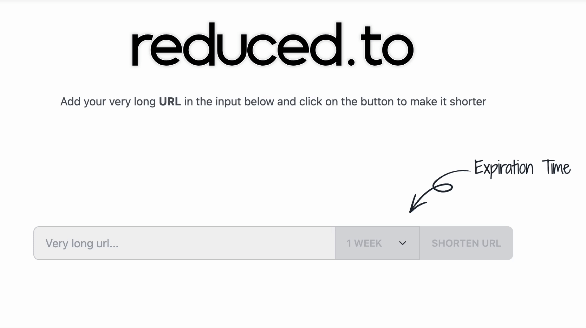 reduced.to
Add your very long URL in the input below and click on the button to make it shorter
Expiration Time
Very long url... 1 WEEK SHORTEN URL